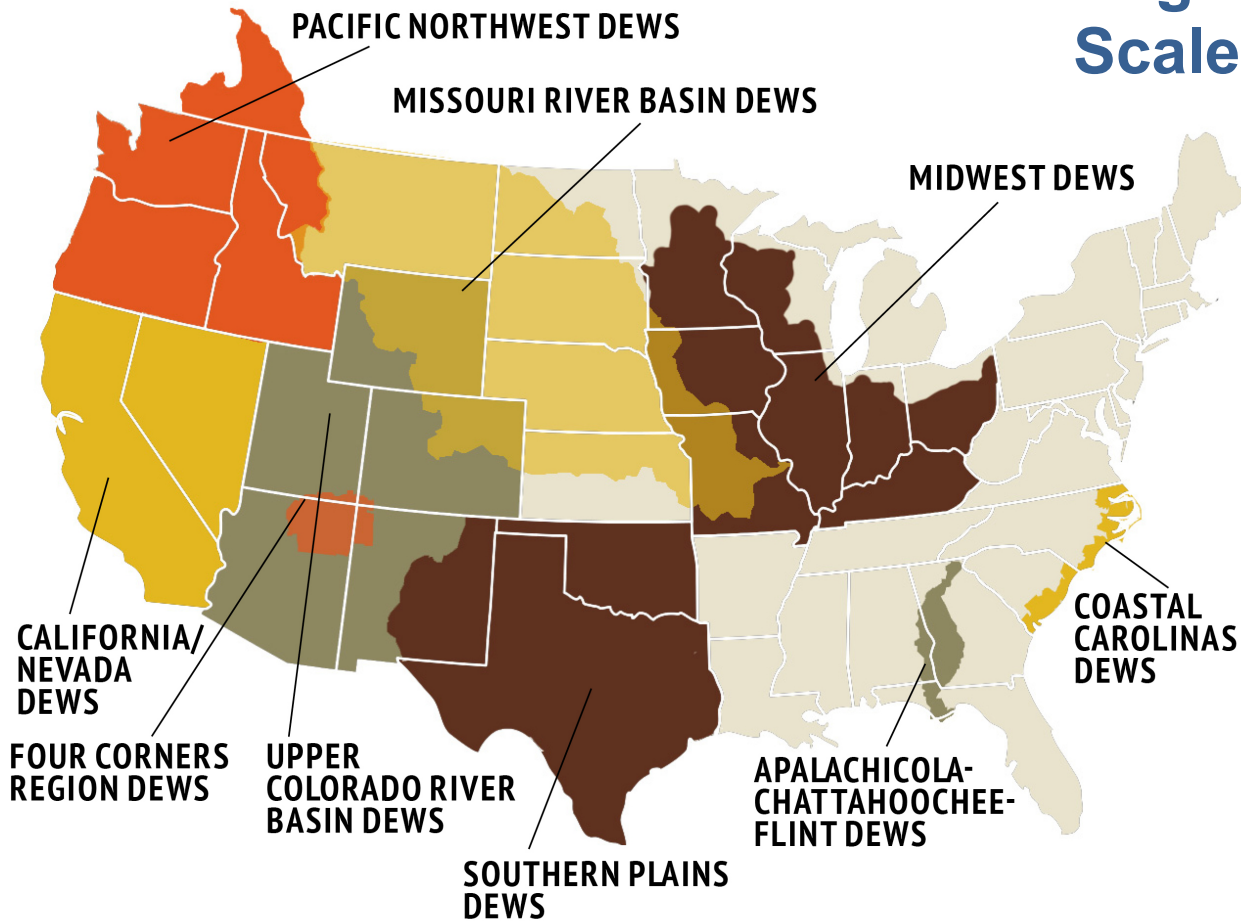 Scale
PACIFIC NORTHWEST DEWS
MISSOURI RIVER BASIN DEWS
MIDWEST DEWS
CALIFORNIA/
NEVADA
DEWS
FOUR CORNERS
REGION DEWS
UPPER
COLORADO RIVER
BASIN DEWS
SOUTHERN PLAINS
DEWS
APALACHICOLA-
CHATTAHOOCHEE-
FLINT DEWS
COASTAL
CAROLINAS
DEWS